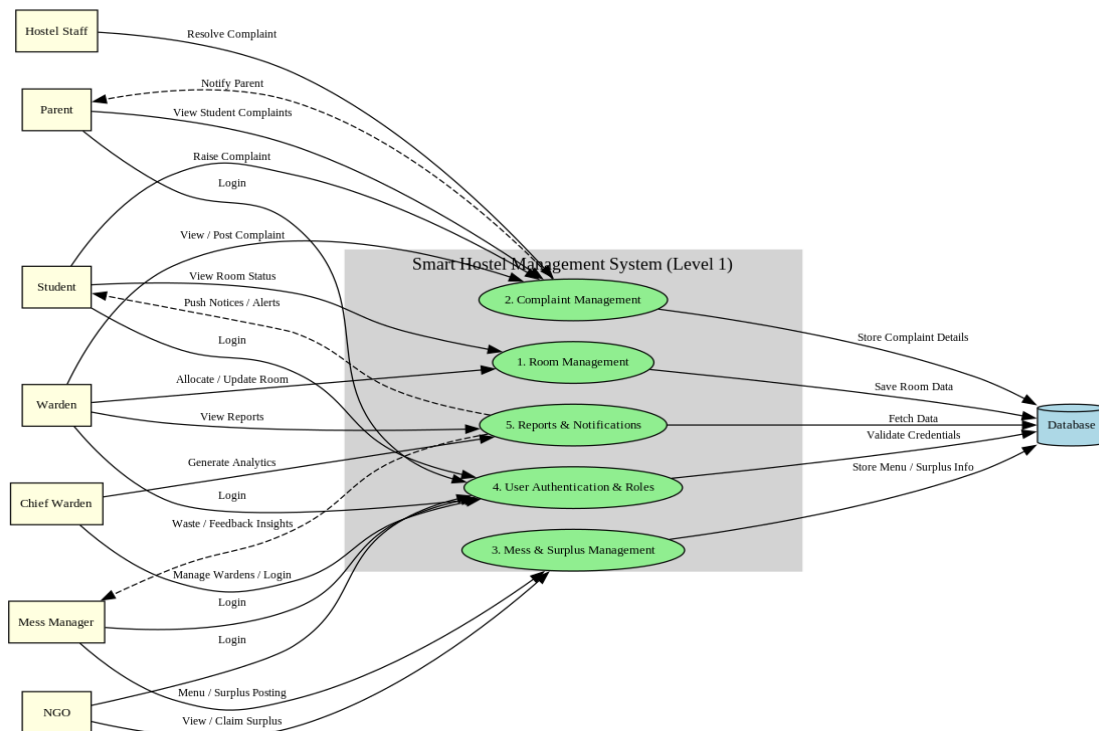 Hostel Staff
Resolve Complaint
Notify Parent
Parent
View Student Complaints
Raise Complaint
Login
View / Post Complaint
Smart Hostel Management System (Level 1)
View Room Status
Student
Push Notices / Alerts
2. Complaint Management
Login
Store Complaint Details
1. Room Management
Allocate / Update Room
Save Room Data
Warden
View Reports
5. Reports & Notifications
Fetch Data
Database
Validate Credentials
Generate Analytics
Store Menu / Surplus Info
4. User Authentication & Roles
Login
Chief Warden
Waste / Feedback Insights
3. Mess & Surplus Management
Manage Wardens / Login
Login
Mess Manager
Login
Menu / Surplus Posting
NGO
View / Claim Surplus